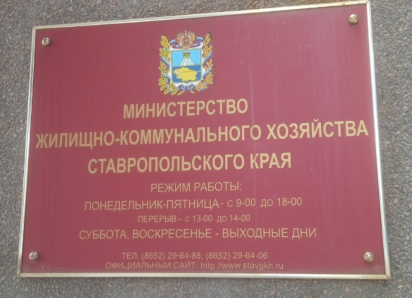 МИНИСТЕРСТВО
ЖИЛИЩНО-КОММУНАЛЬНОГО ХОЗЯЙСТВА
СТАВРОПОЛЬСКОГО КРАЯ
РЕЖИМ РАБОТЫ:
ПОНЕДЕЛЬНИК-ПЯТНИЦА - С 9-00 ДО 18-00
ПЕРЕРЫВ - С 13-00 ДО 14-00
СУББОТА, ВОСКРЕСЕНЬЕ - ВЫХОДНЫЕ ДНИ
ТЕЛ. (8652) 29-64-88; (8652) 29-64-06
ОФИЦИАЛЬНЫЙ САЙТ: http://www.stavgkh.ru